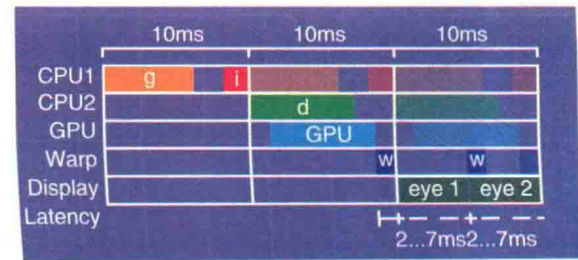 10ms 10ms 10ms
CPU1 g i
CPU2 d
GPU GPU
Warp w w
Display eye 1 eye 2
Latency
2...7ms2...7ms